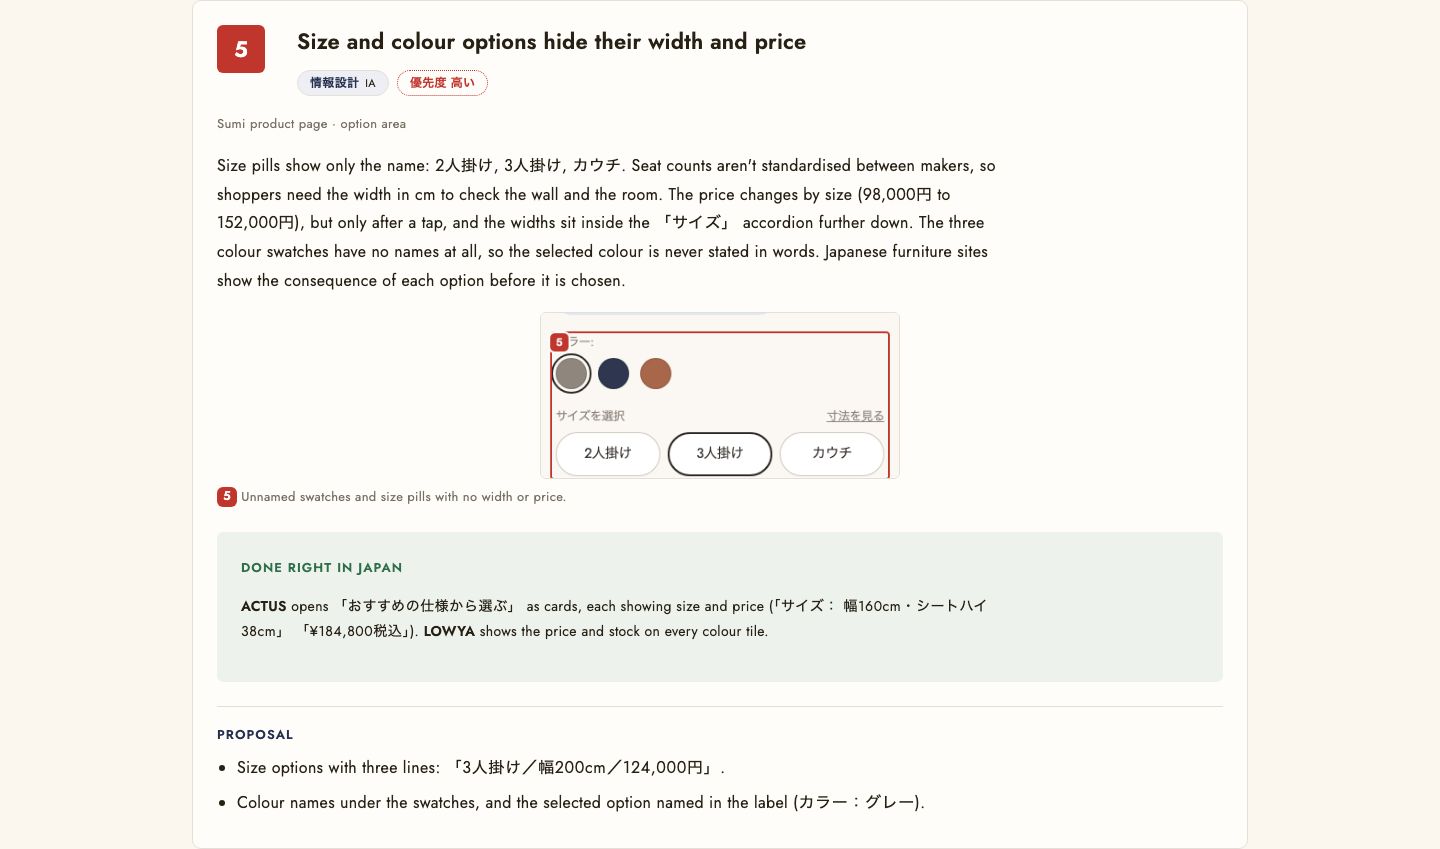 5
Size and colour options hide their width and price
情報設計 IA
優先度 高い
Sumi product page · option area
Size pills show only the name: 2人掛け, 3人掛け, カウチ. Seat counts aren't standardised between makers, so
shoppers need the width in cm to check the wall and the room. The price changes by size (98,000円 to
152,000円), but only after a tap, and the widths sit inside the 「サイズ」 accordion further down. The three
colour swatches have no names at all, so the selected colour is never stated in words. Japanese furniture sites
show the consequence of each option before it is chosen.
5
ラー:
サイズを選択
寸法を見る
2人掛け
3人掛け
カウチ
5 Unnamed swatches and size pills with no width or price.
DONE RIGHT IN JAPAN
ACTUS opens 「おすすめの仕様から選ぶ」 as cards, each showing size and price (「サイズ： 幅160cm・シートハイ
38cm」 「¥184,800税込」). LOWYA shows the price and stock on every colour tile.
PROPOSAL
• Size options with three lines: 「3人掛け／幅200cm／124,000円」.
• Colour names under the swatches, and the selected option named in the label (カラー：グレー).